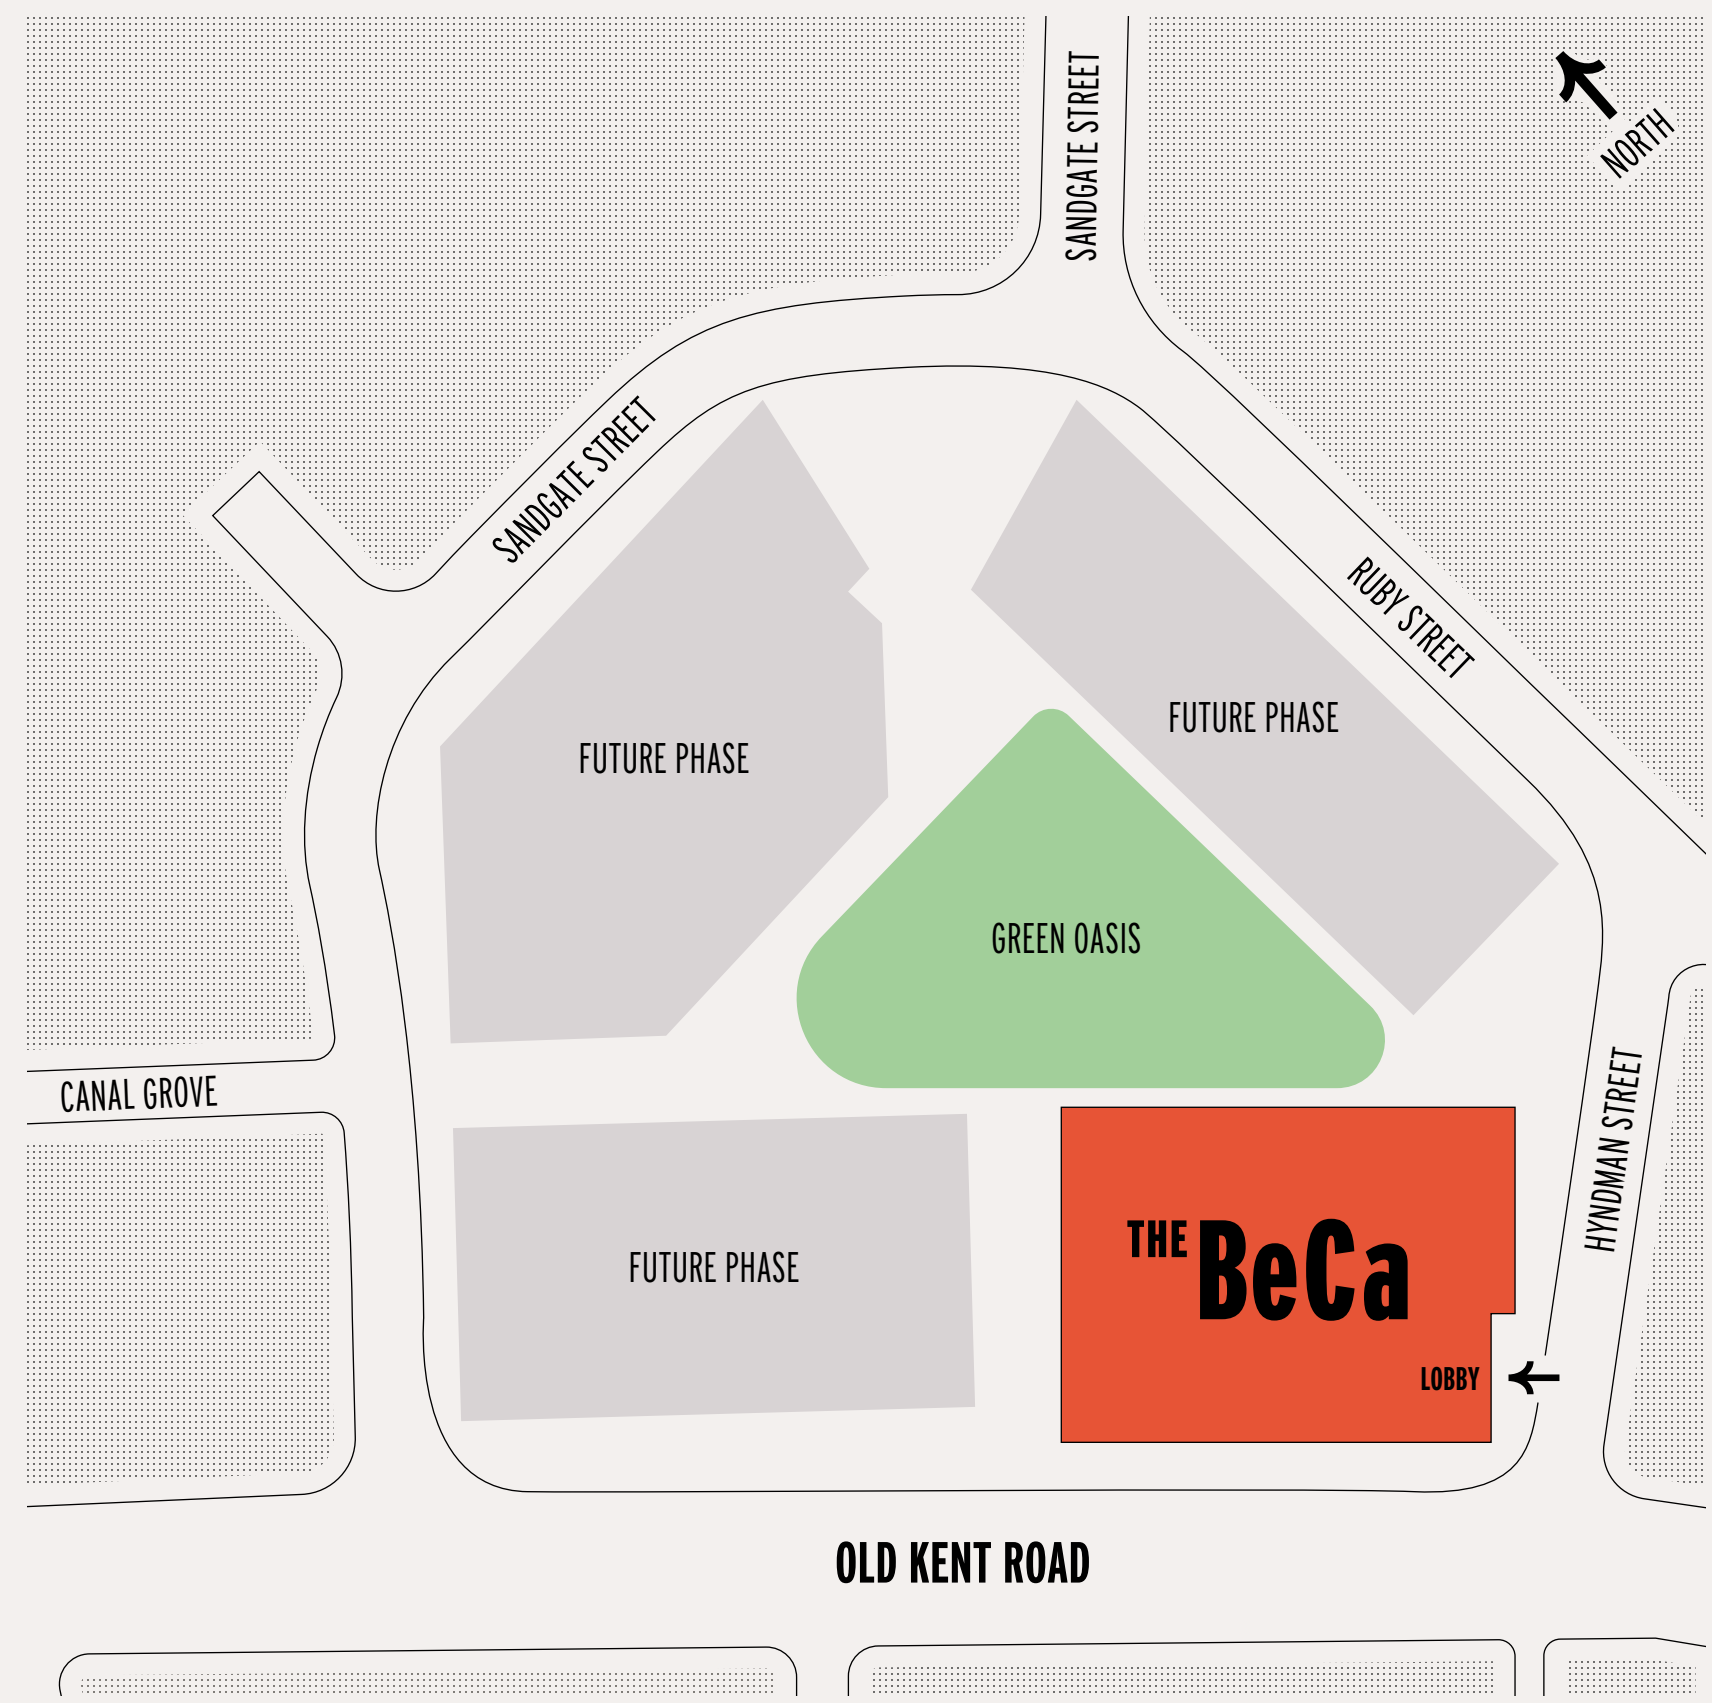 SANDGATE STREET
NORTH
SANDGATE STREET
RUBY STREET
FUTURE PHASE
FUTURE PHASE
GREEN OASIS
CANAL GROVE
HYNDMAN STREET
THE BeCa
FUTURE PHASE
LOBBY
OLD KENT ROAD